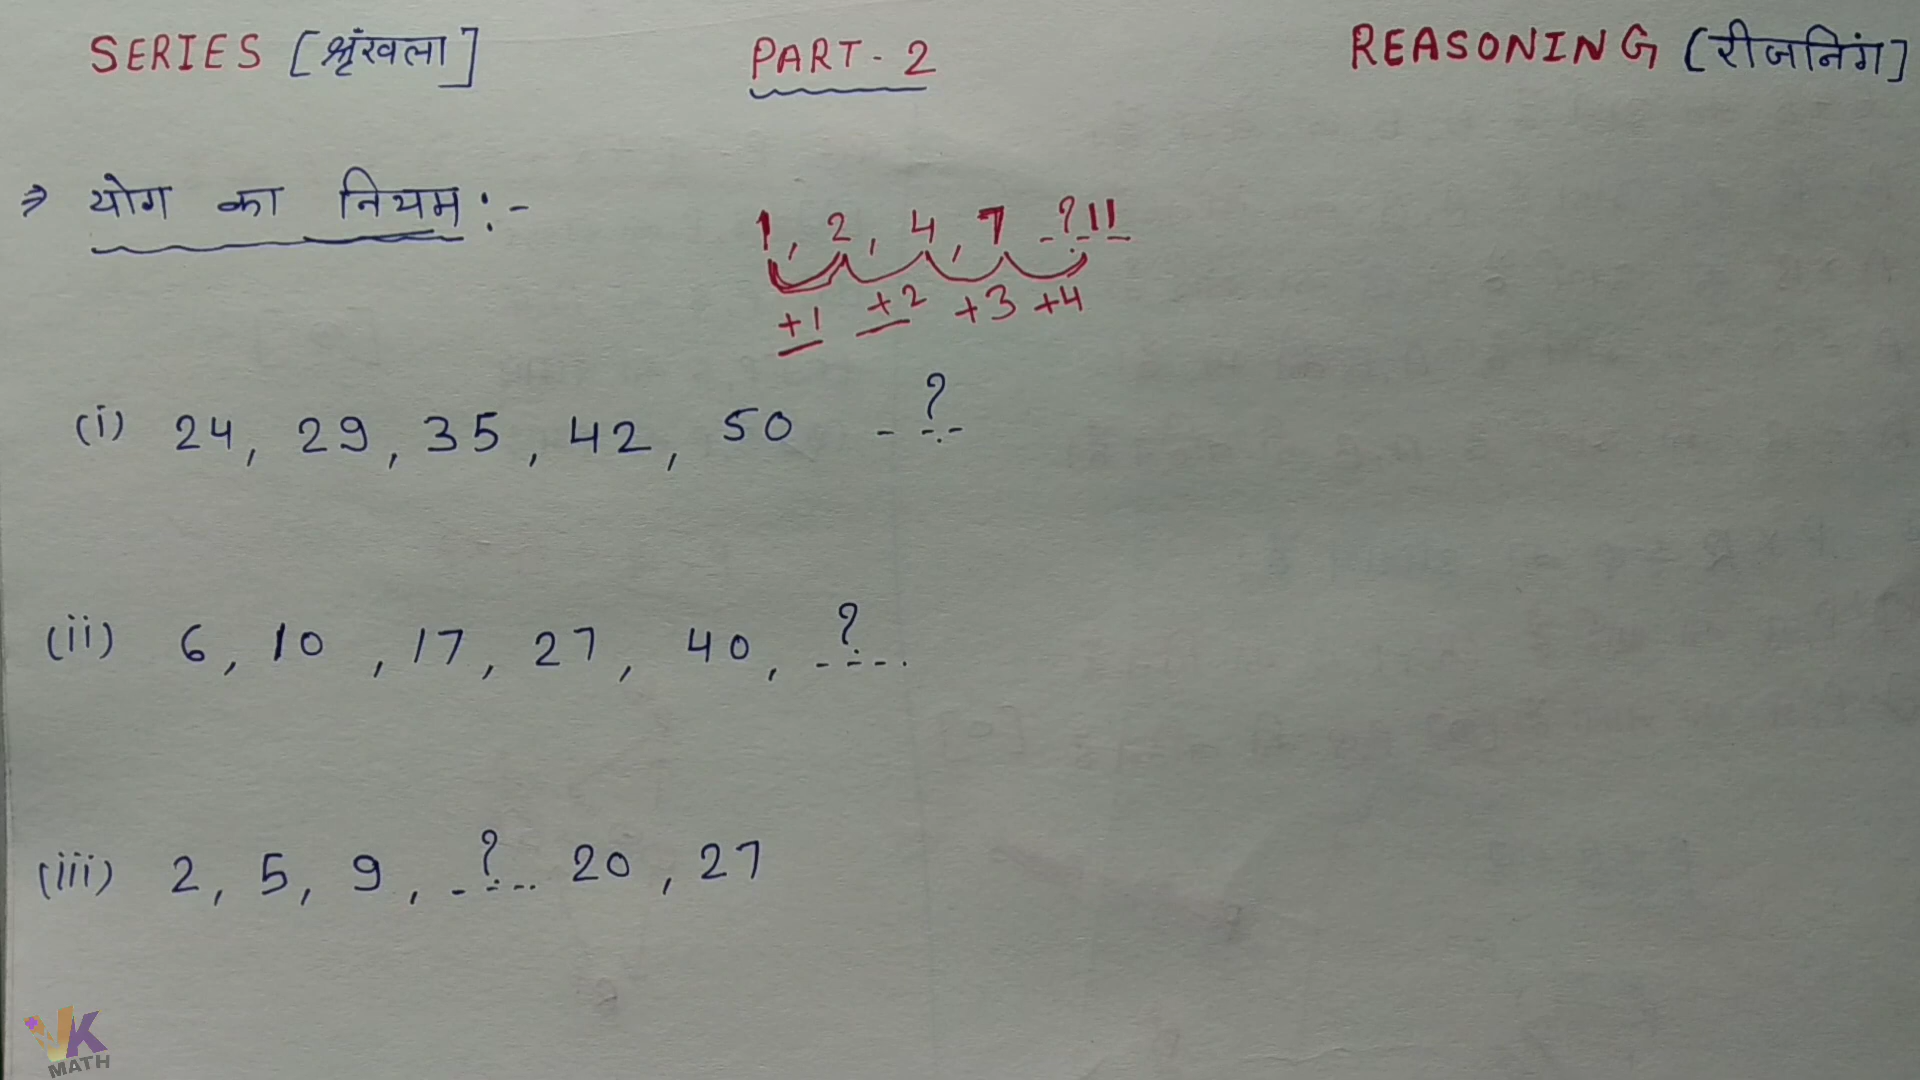 SERIES [श्रृंखला] PART-2 REASONING (रीजनिंग]
⇒ योग का नियम :-
1, 2, 4, 7 -?-11
+1 +2 +3 +4
(i) 24, 29, 35, 42, 50 --?--
(ii) 6, 10, 17, 27, 40, --?--.
(iii) 2, 5, 9, --?-- 20, 27
VK
MATH